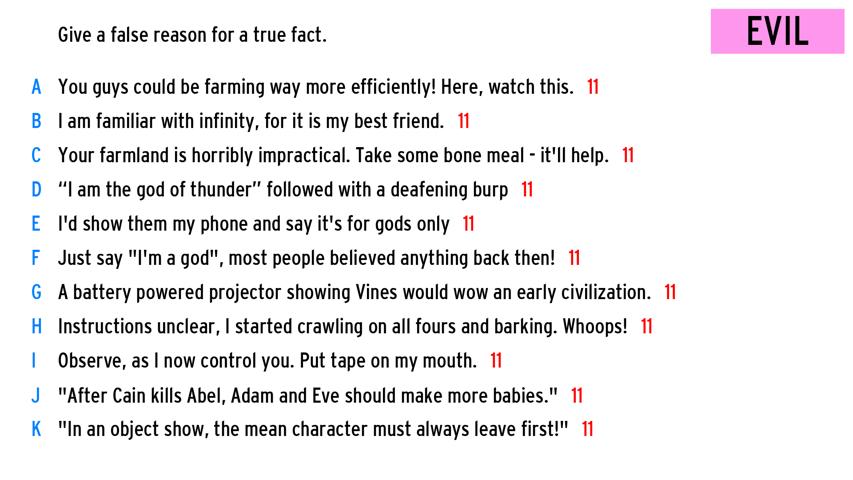 Give a false reason for a true fact.
EVIL
A You guys could be farming way more efficiently! Here, watch this. 11
B I am familiar with infinity, for it is my best friend. 11
C Your farmland is horribly impractical. Take some bone meal - it'll help. 11
D “I am the god of thunder” followed with a deafening burp 11
E I'd show them my phone and say it's for gods only 11
F Just say "I'm a god", most people believed anything back then! 11
G A battery powered projector showing Vines would wow an early civilization. 11
H Instructions unclear, I started crawling on all fours and barking. Whoops! 11
I Observe, as I now control you. Put tape on my mouth. 11
J "After Cain kills Abel, Adam and Eve should make more babies." 11
K "In an object show, the mean character must always leave first!" 11